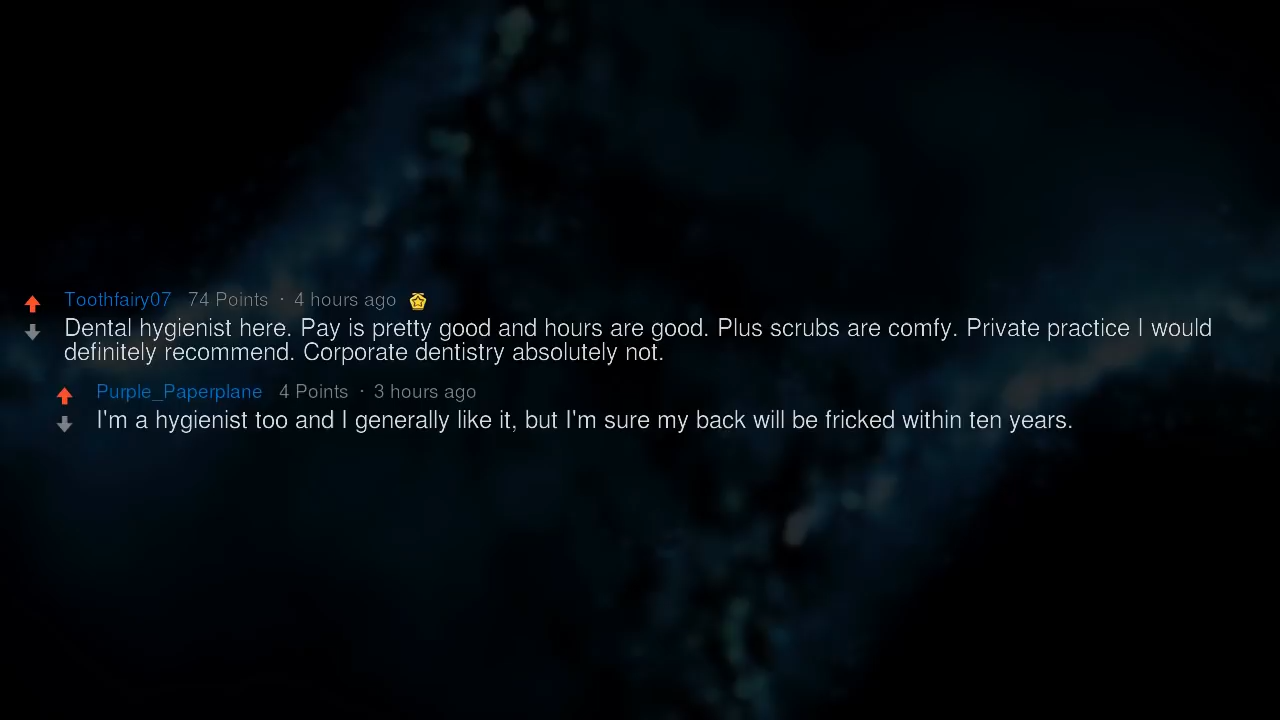 Toothfairy07 74 Points · 4 hours ago
Dental hygienist here. Pay is pretty good and hours are good. Plus scrubs are comfy. Private practice I would
definitely recommend. Corporate dentistry absolutely not.
Purple_Paperplane 4 Points · 3 hours ago
I'm a hygienist too and I generally like it, but I'm sure my back will be fricked within ten years.